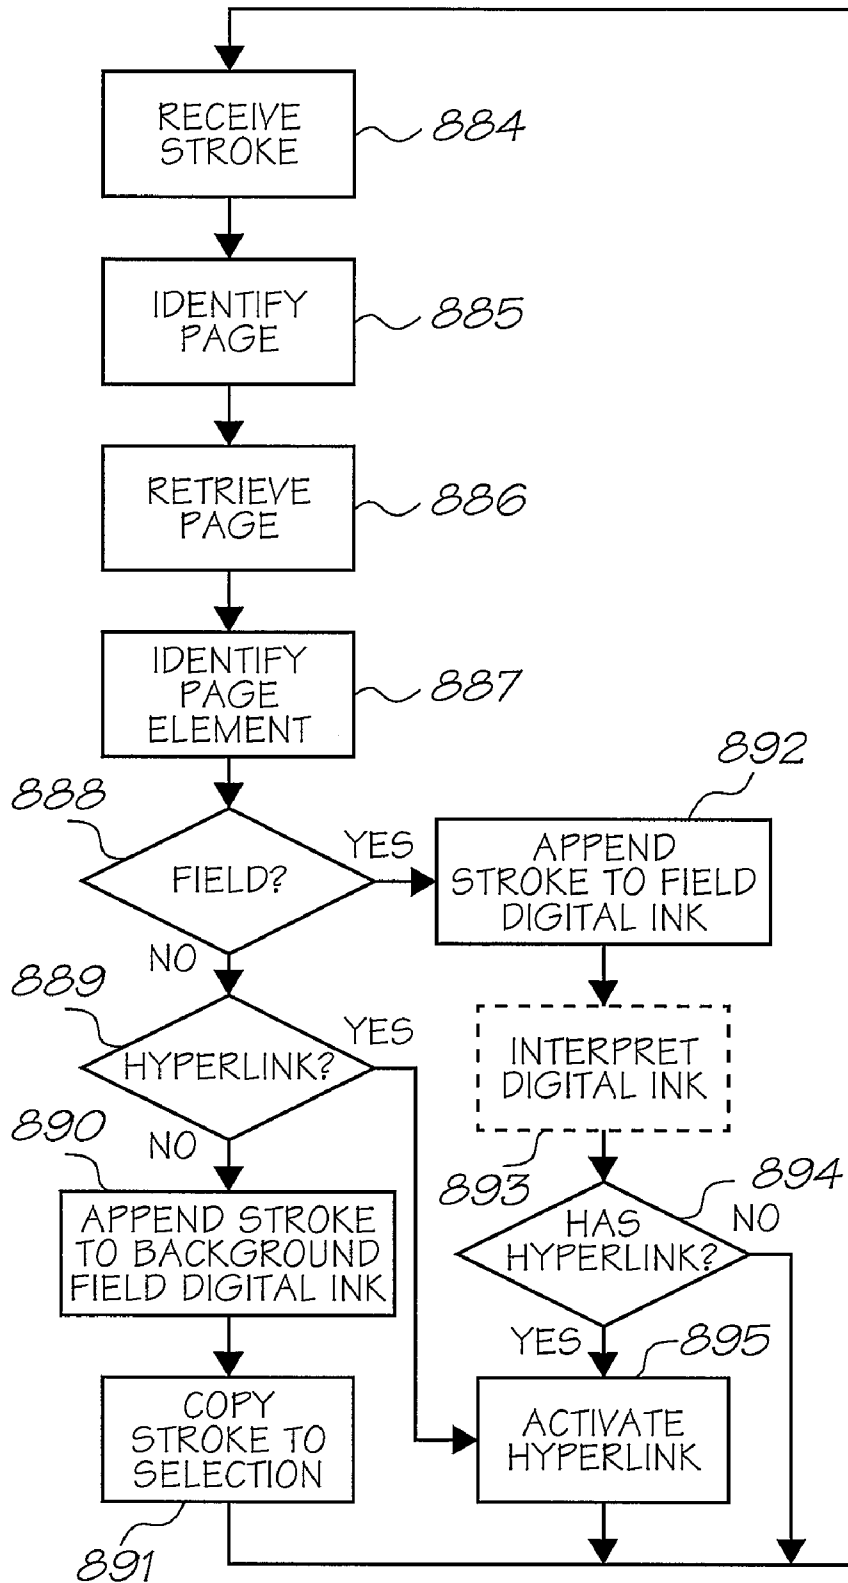 RECEIVE
STROKE
884
IDENTIFY
PAGE
885
RETRIEVE
PAGE
886
IDENTIFY
PAGE
ELEMENT
887
888
FIELD?
YES
NO
892
APPEND
STROKE TO FIELD
DIGITAL INK
889
HYPERLINK?
YES
NO
INTERPRET
DIGITAL INK
893
890
APPEND STROKE
TO BACKGROUND
FIELD DIGITAL INK
894
HAS
HYPERLINK?
NO
YES
895
COPY
STROKE TO
SELECTION
891
ACTIVATE
HYPERLINK